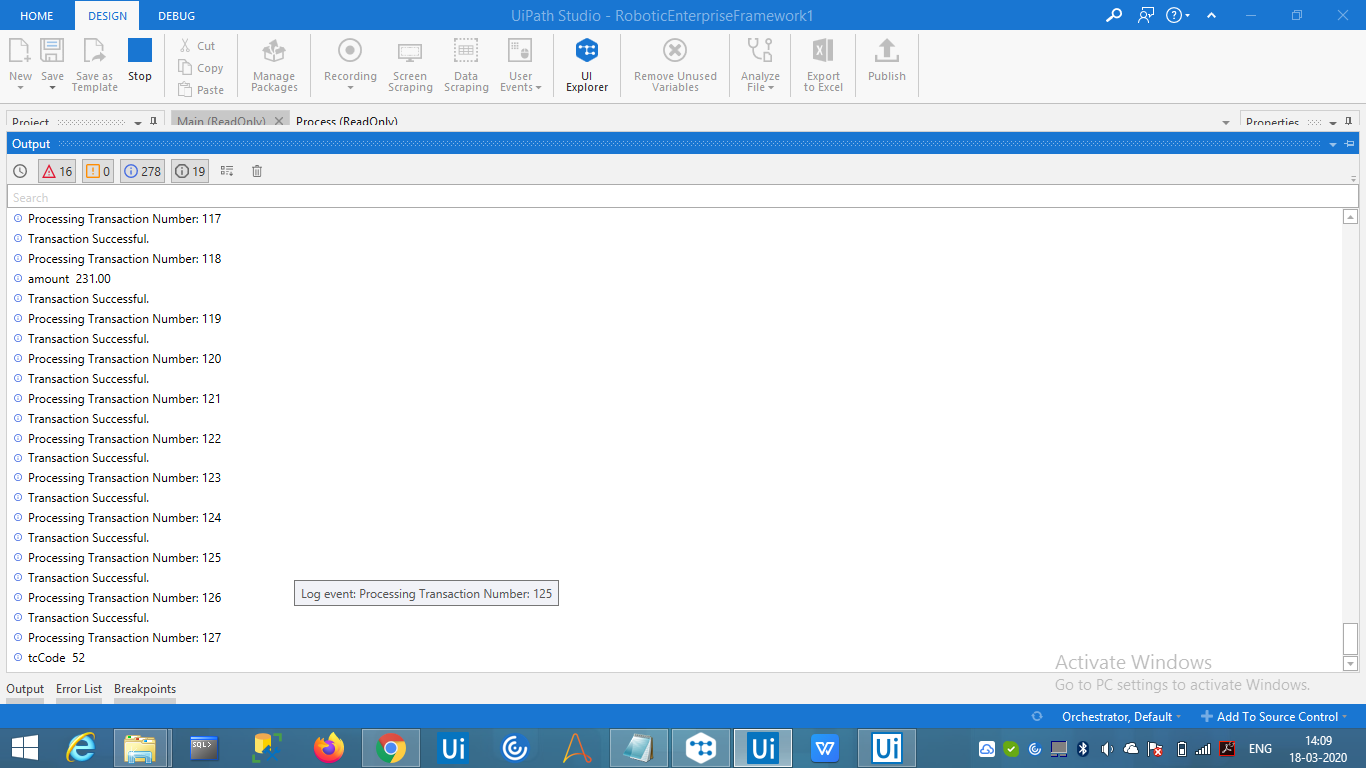 HOME DESIGN DEBUG UiPath Studio - RoboticEnterpriseFramework1
New Save Save as Template Stop
Cut
Copy
Paste
Manage Packages
Recording
Screen Scraping
Data Scraping
User Events
UI Explorer
Remove Unused Variables
Analyze File
Export to Excel
Publish
Project Main (ReadOnly) Process (ReadOnly) Properties
Output
16 0 278 19
Search
Processing Transaction Number: 117
Transaction Successful.
Processing Transaction Number: 118
amount 231.00
Transaction Successful.
Processing Transaction Number: 119
Transaction Successful.
Processing Transaction Number: 120
Transaction Successful.
Processing Transaction Number: 121
Transaction Successful.
Processing Transaction Number: 122
Transaction Successful.
Processing Transaction Number: 123
Transaction Successful.
Processing Transaction Number: 124
Transaction Successful.
Processing Transaction Number: 125
Transaction Successful.
Log event: Processing Transaction Number: 125
Processing Transaction Number: 126
Transaction Successful.
Processing Transaction Number: 127
tcCode 52
Activate Windows
Go to PC settings to activate Windows.
Output Error List Breakpoints
Orchestrator, Default Add To Source Control
SQL> Ui Ui W Ui ENG 14:09
18-03-2020